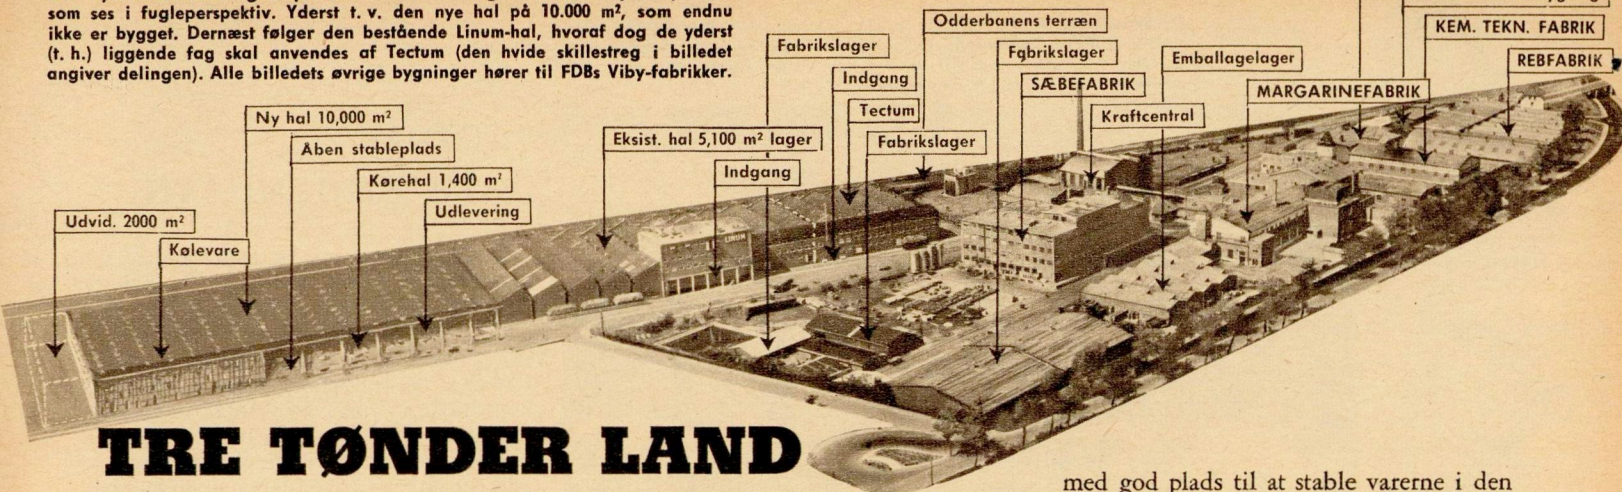 som ses i fugleperspektiv. Yderst t. v. den nye hal på 10.000 m², som endnu
ikke er bygget. Dernæst følger den bestående Linum-hal, hvoraf dog de yderst
(t. h.) liggende fag skal anvendes af Tectum (den hvide skillestreg i billedet
angiver delingen). Alle billedets øvrige bygninger hører til FDBs Viby-fabrikker.
Odderbanens terræn
KEM. TEKN. FABRIK
Fabrikslager
Fabrikslager
Emballagelager
REBFABRIK
Indgang
SÆBEFABRIK
MARGARINEFABRIK
Ny hal 10,000 m²
Tectum
Kraftcentral
Åben stableplads
Eksist. hal 5,100 m² lager
Fabrikslager
Kørehal 1,400 m²
Indgang
Udvid. 2000 m²
Udlevering
Kølevare
LINUM
TRE TØNDER LAND
med god plads til at stable varerne i den